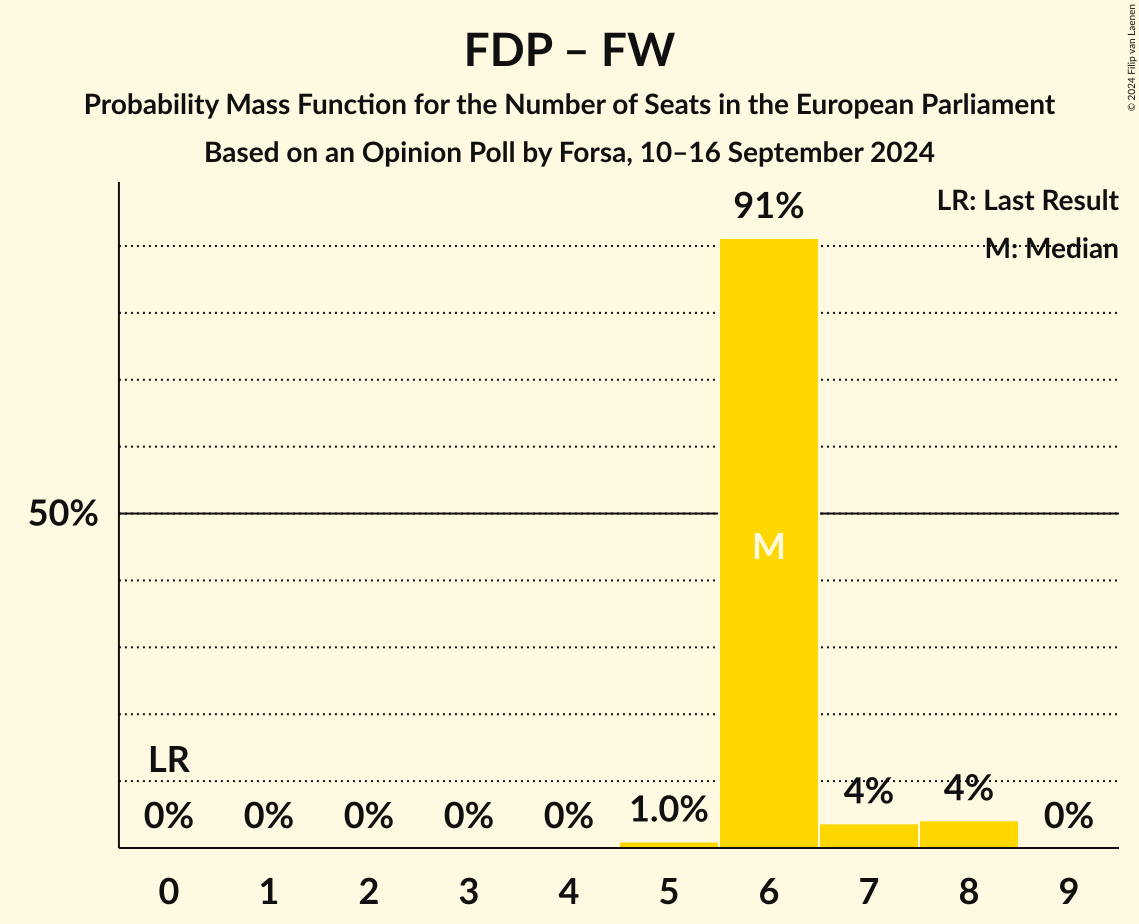 FDP – FW
Probability Mass Function for the Number of Seats in the European Parliament
Based on an Opinion Poll by Forsa, 10–16 September 2024
© 2024 Filip van Laenen
LR: Last Result
M: Median
91%
50%
M
LR
0% 0% 0% 0% 0% 1.0% 4% 4% 0%
0 1 2 3 4 5 6 7 8 9